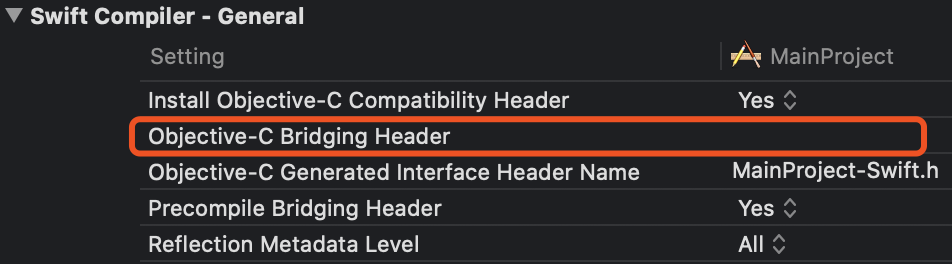 Swift Compiler - General
Setting MainProject
Install Objective-C Compatibility Header Yes
Objective-C Bridging Header
Objective-C Generated Interface Header Name MainProject-Swift.h
Precompile Bridging Header Yes
Reflection Metadata Level All